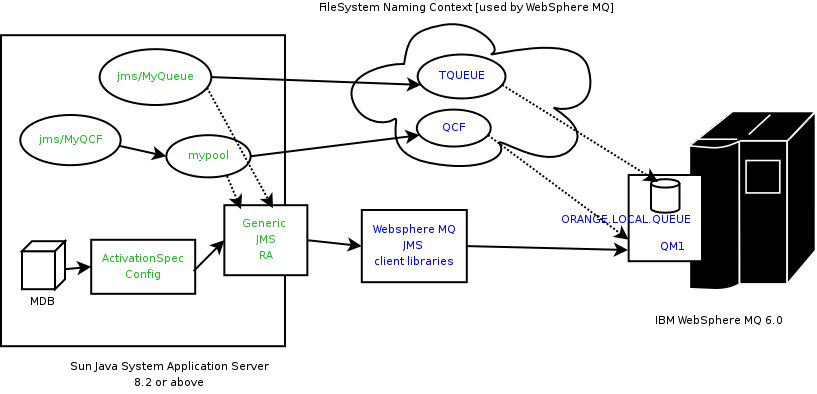 FileSystem Naming Context [used by WebSphere MQ]
jms/MyQueue
TQUEUE
jms/MyQCF
mypool
QCF
Generic
JMS
RA
Websphere MQ
JMS
client libraries
ORANGE.LOCAL.QUEUE
QM1
ActivationSpec
Config
MDB
IBM WebSphere MQ 6.0
Sun Java System Application Server
8.2 or above